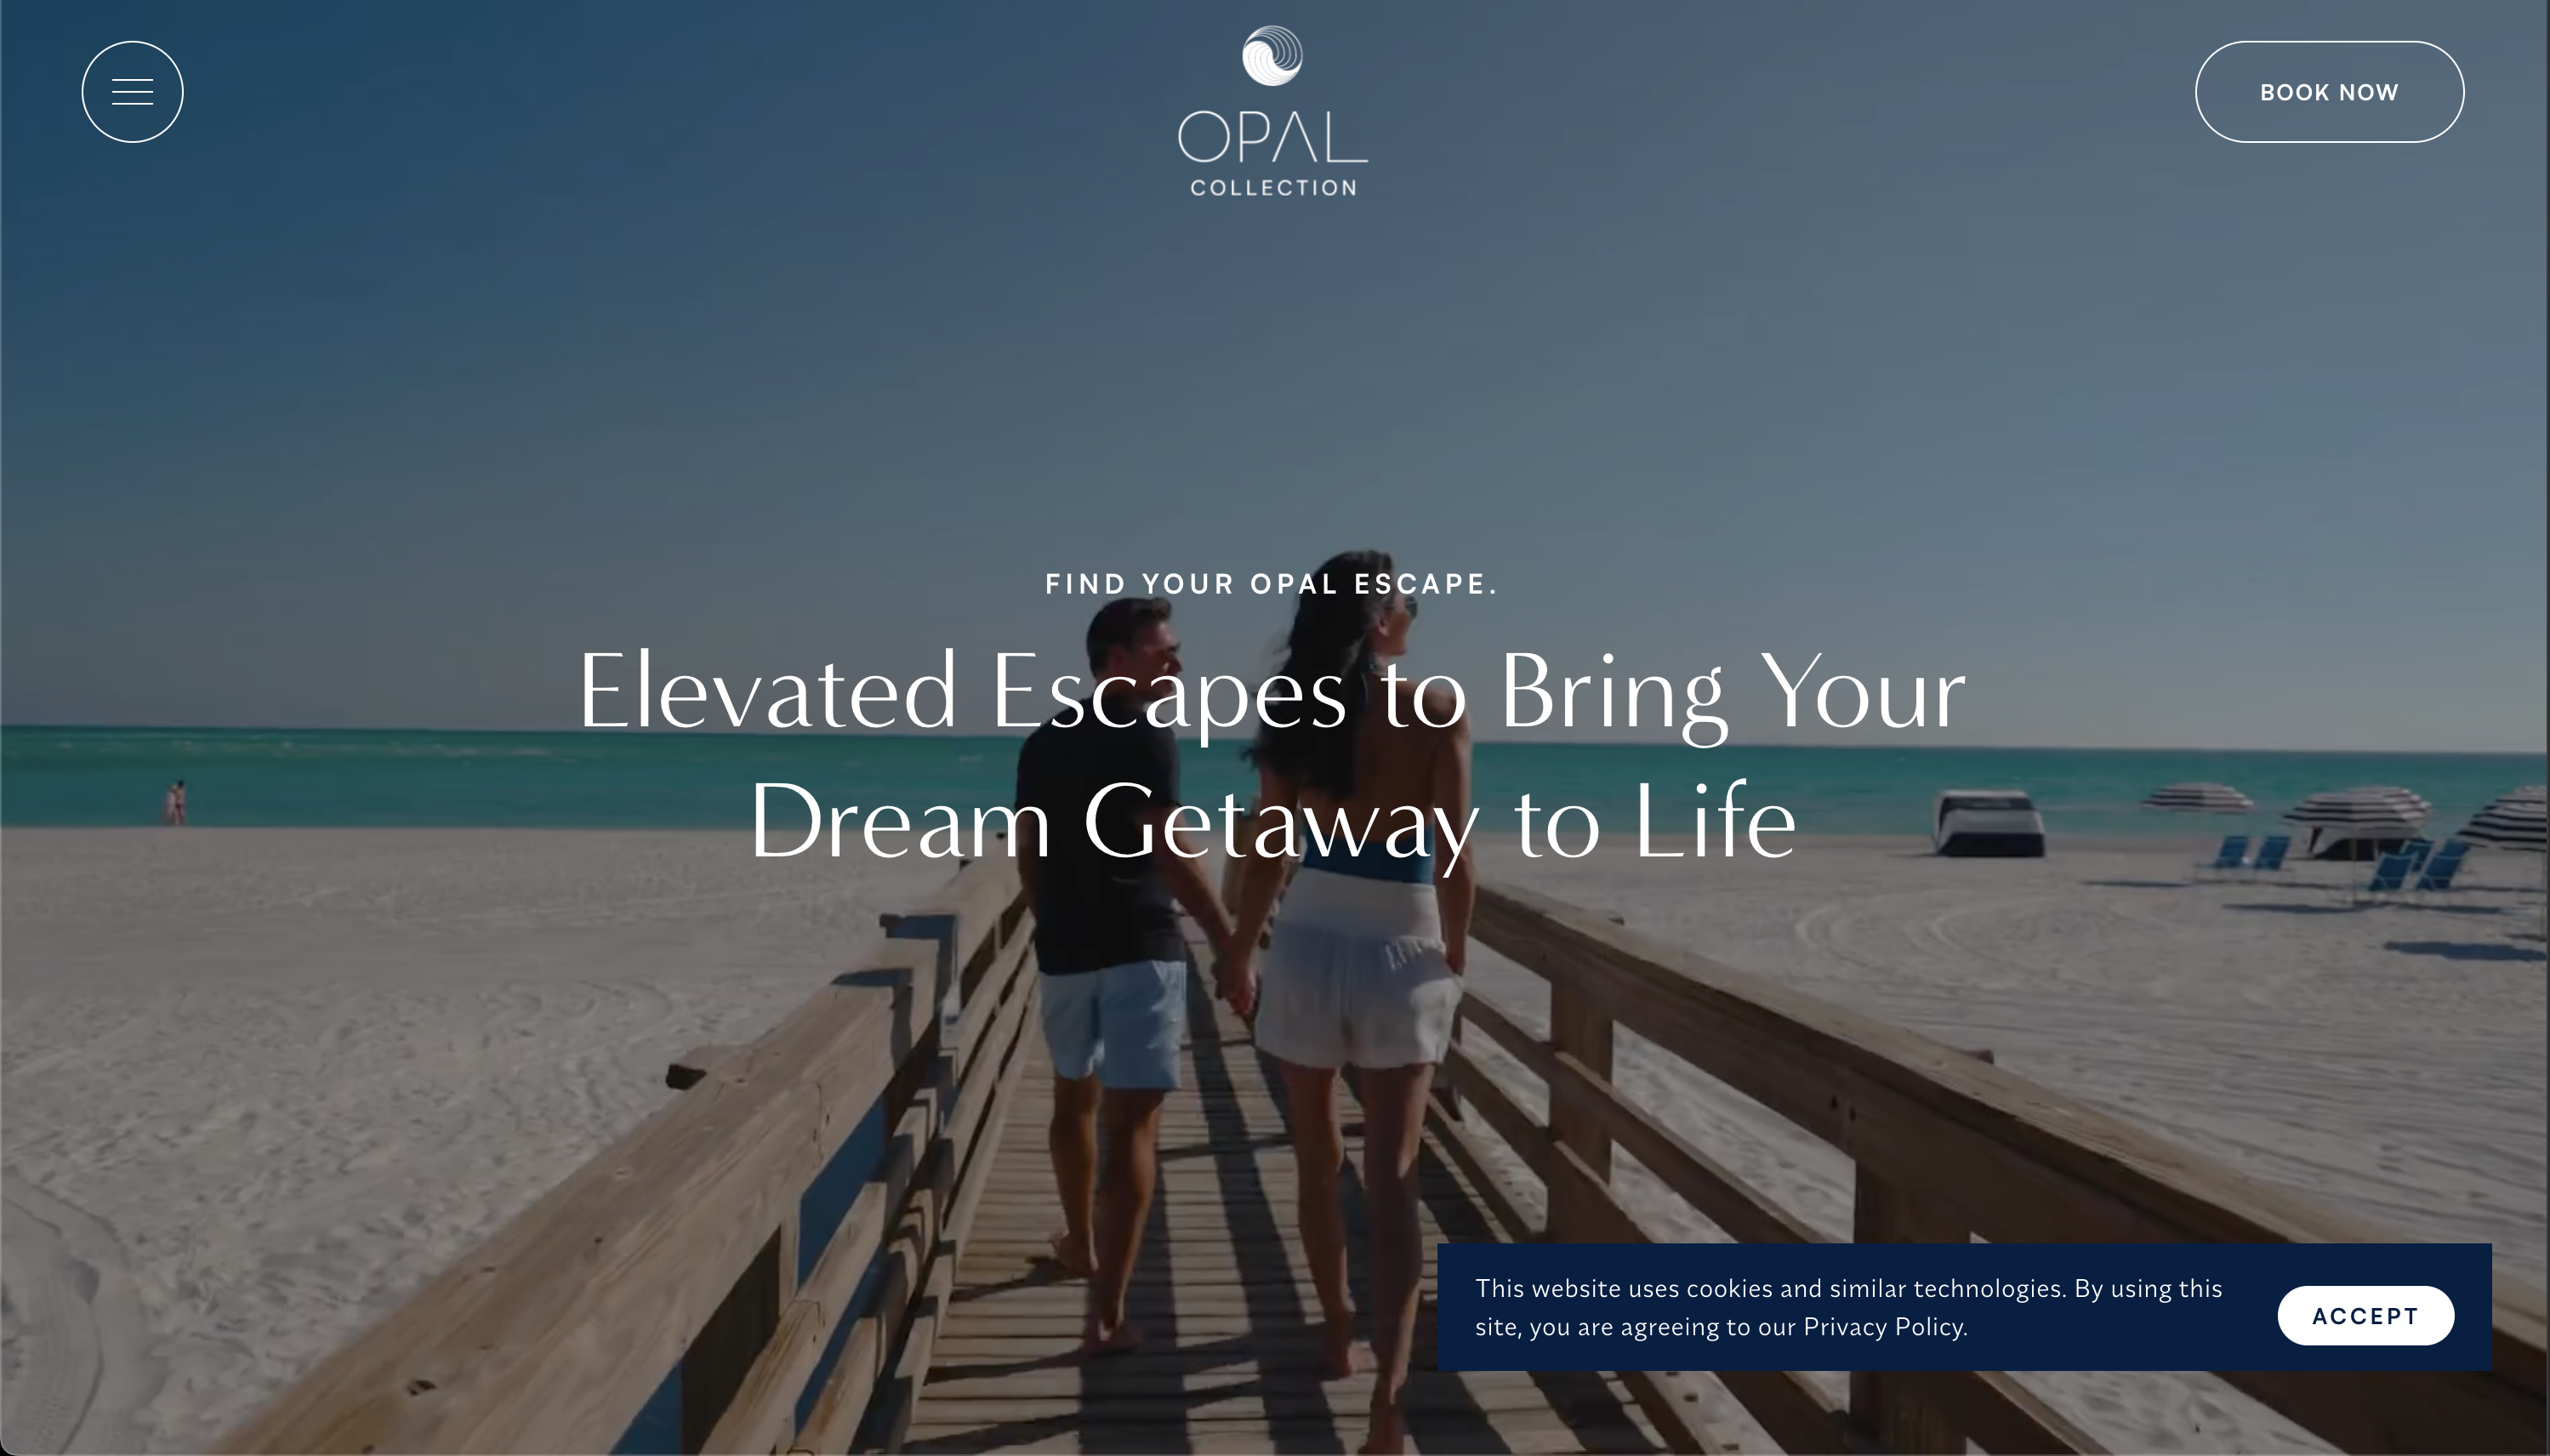 OPAL
COLLECTION
BOOK NOW
FIND YOUR OPAL ESCAPE.
Elevated Escapes to Bring Your
Dream Getaway to Life
This website uses cookies and similar technologies. By using this
site, you are agreeing to our Privacy Policy.
ACCEPT